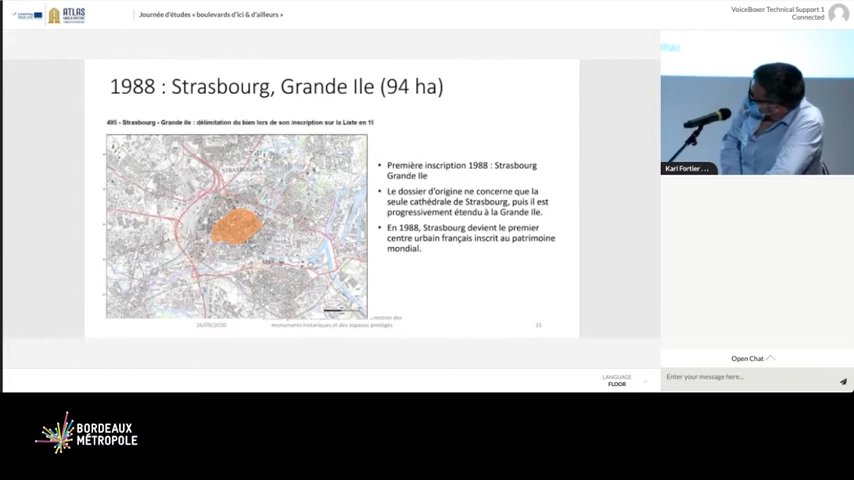 ATLAS
Journée d'études « boulevards d'ici & d'ailleurs »
VoiceBoxer Technical Support 1
Connected
1988 : Strasbourg, Grande Ile (94 ha)
495 - Strasbourg - Grande ile : délimitation du bien lors de son inscription sur la Liste en 19
STRASBOURG
• Première inscription 1988 : Strasbourg
Grande Ile
• Le dossier d'origine ne concerne que la
seule cathédrale de Strasbourg, puis il est
progressivement étendu à la Grande Ile.
• En 1988, Strasbourg devient le premier
centre urbain français inscrit au patrimoine
mondial.
16/09/2020
monuments historiques et des espaces protégés
11
Karl Fortier ...
Open Chat
Enter your message here...
LANGUAGE
FLOOR
BORDEAUX
MÉTROPOLE